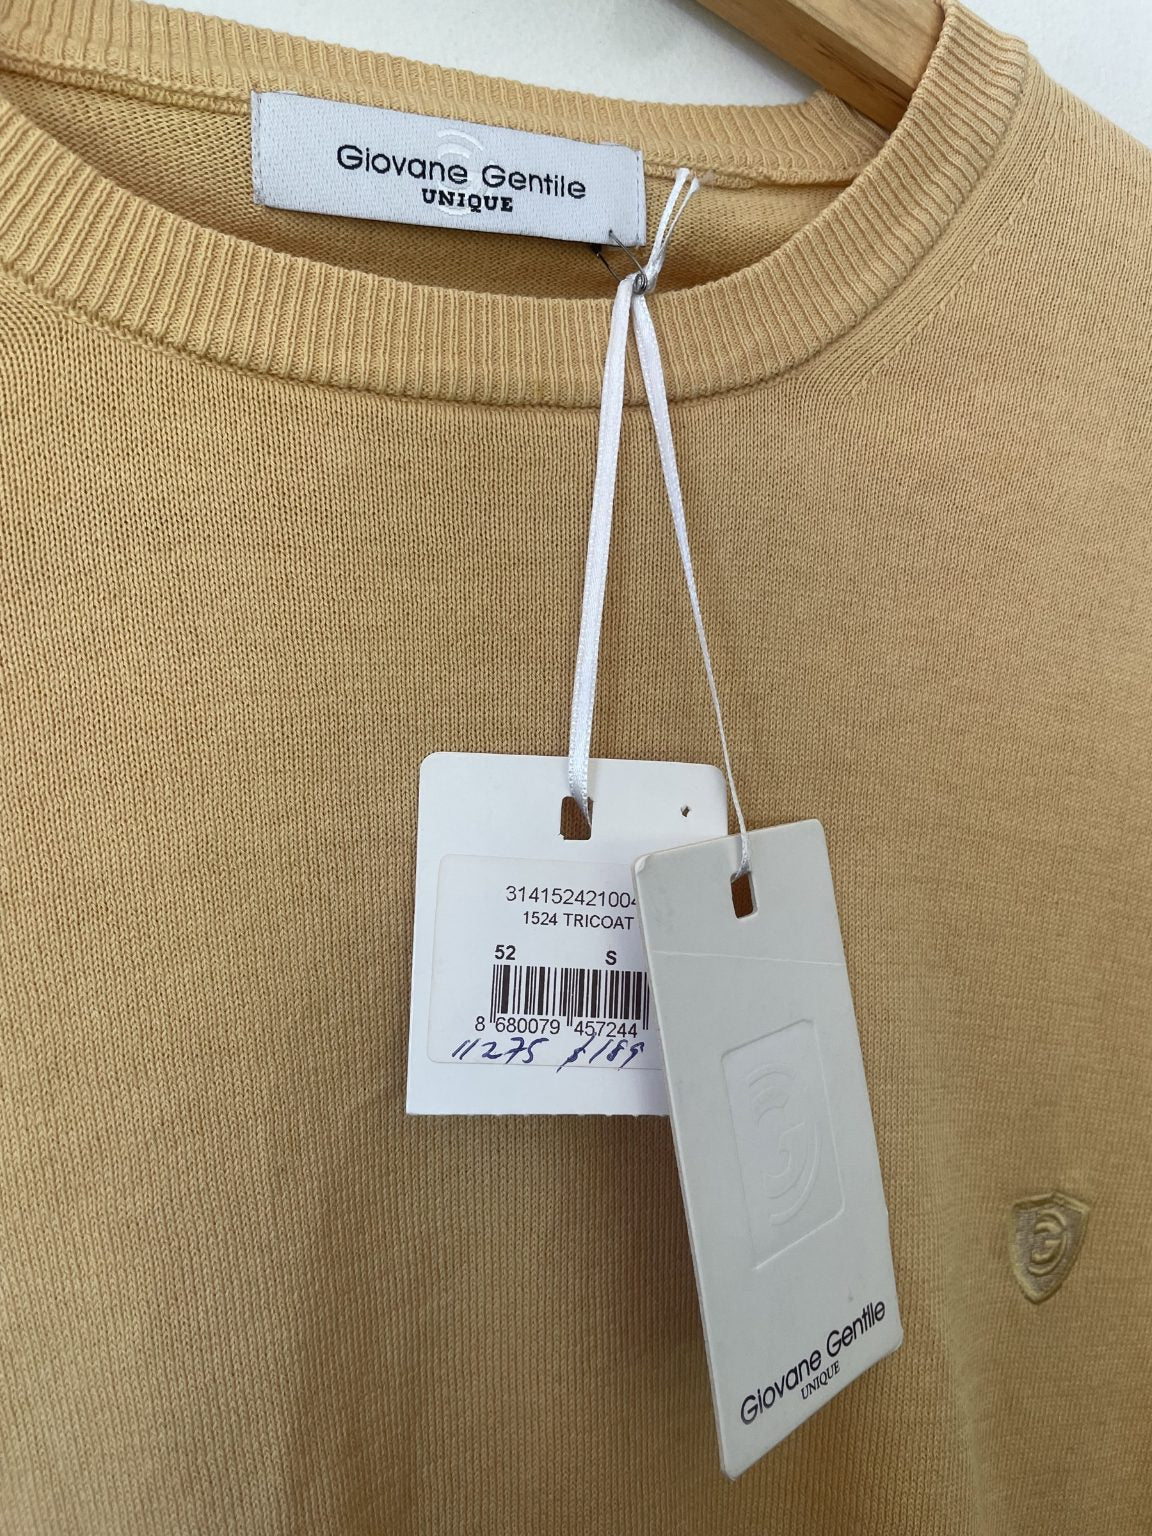 Giovane Gentile
UNIQUE
314152421004
1524 TRICOAT
52 S
8 680079 457244
11275 $189
Giovane Gentile
UNIQUE